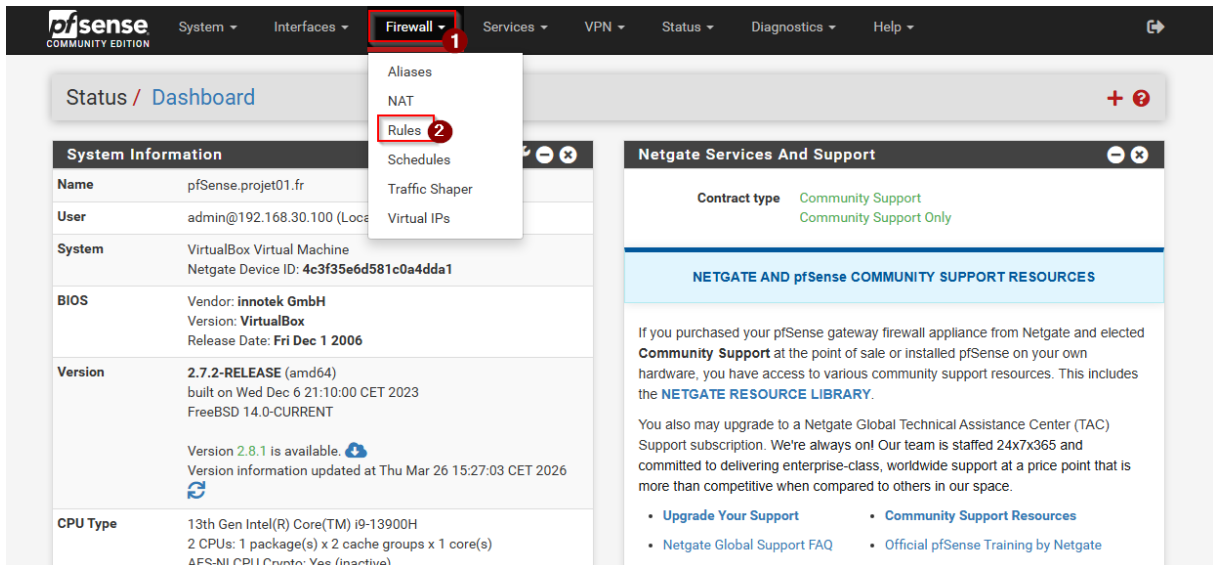 pfsense
COMMUNITY EDITION
System Interfaces Firewall Services VPN Status Diagnostics Help
1
Aliases
NAT
Rules 2
Schedules
Traffic Shaper
Virtual IPs
Status / Dashboard
System Information
Name pfSense.projet01.fr
User admin@192.168.30.100 (Loca
System VirtualBox Virtual Machine
Netgate Device ID: 4c3f35e6d581c0a4dda1
BIOS Vendor: innotek GmbH
Version: VirtualBox
Release Date: Fri Dec 1 2006
Version 2.7.2-RELEASE (amd64)
built on Wed Dec 6 21:10:00 CET 2023
FreeBSD 14.0-CURRENT
Version 2.8.1 is available.
Version information updated at Thu Mar 26 15:27:03 CET 2026
CPU Type 13th Gen Intel(R) Core(TM) i9-13900H
2 CPUs: 1 package(s) x 2 cache groups x 1 core(s)
AES-NI CPU Crypto: Yes (inactive)
Netgate Services And Support
Contract type Community Support
Community Support Only
NETGATE AND pfSense COMMUNITY SUPPORT RESOURCES
If you purchased your pfSense gateway firewall appliance from Netgate and elected
Community Support at the point of sale or installed pfSense on your own
hardware, you have access to various community support resources. This includes
the NETGATE RESOURCE LIBRARY.
You also may upgrade to a Netgate Global Technical Assistance Center (TAC)
Support subscription. We're always on! Our team is staffed 24x7x365 and
committed to delivering enterprise-class, worldwide support at a price point that is
more than competitive when compared to others in our space.
• Upgrade Your Support • Community Support Resources
• Netgate Global Support FAQ • Official pfSense Training by Netgate